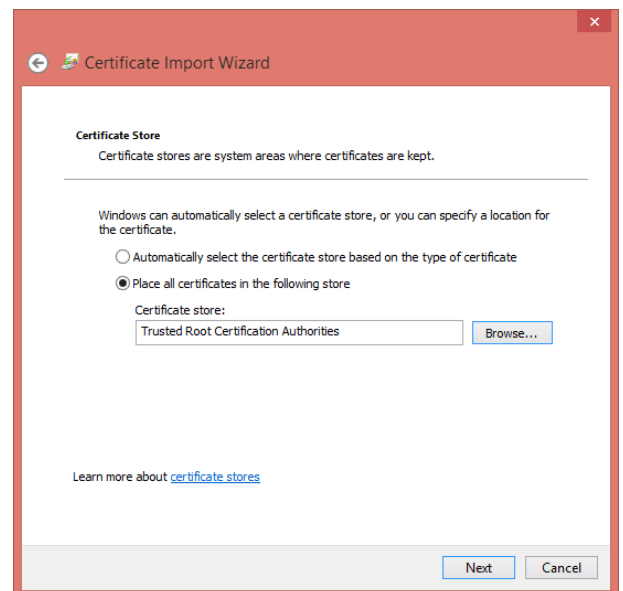 Certificate Import Wizard
Certificate Store
Certificate stores are system areas where certificates are kept.
Windows can automatically select a certificate store, or you can specify a location for
the certificate.
Automatically select the certificate store based on the type of certificate
Place all certificates in the following store
Certificate store:
Trusted Root Certification Authorities
Browse...
Learn more about certificate stores
Next
Cancel